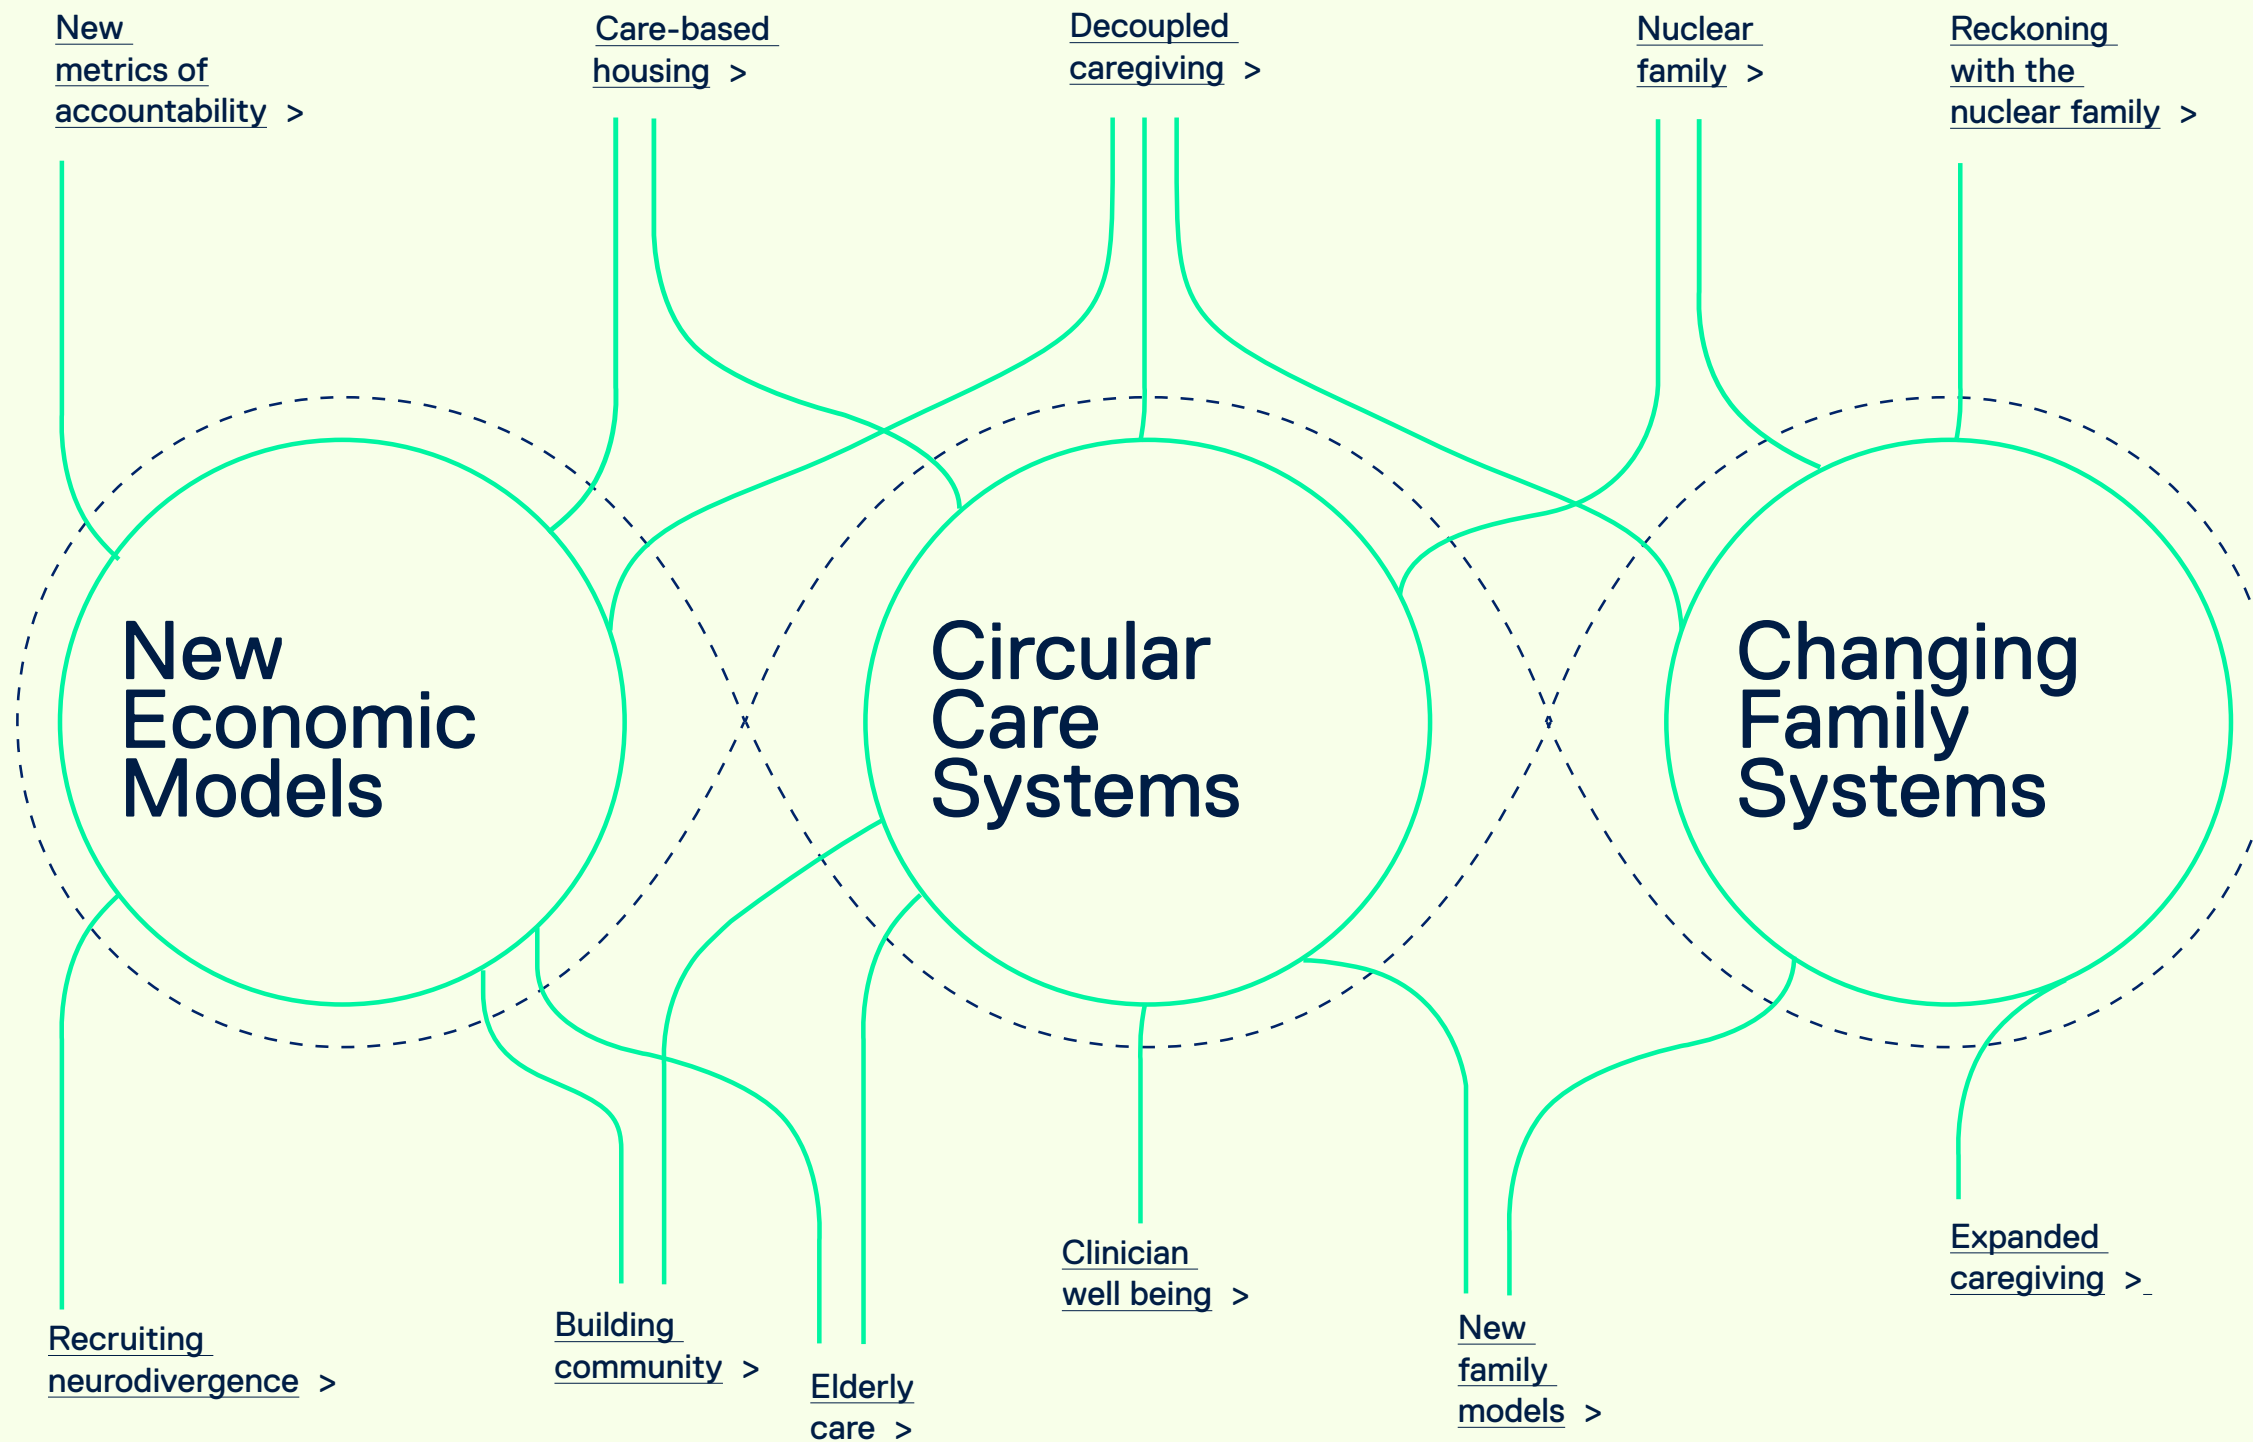 New
metrics of
accountability >
Care-based
housing >
Decoupled
caregiving >
Nuclear
family >
Reckoning
with the
nuclear family >
New
Economic
Models
Circular
Care
Systems
Changing
Family
Systems
Recruiting
neurodivergence >
Building
community >
Elderly
care >
Clinician
well being >
New
family
models >
Expanded
caregiving >